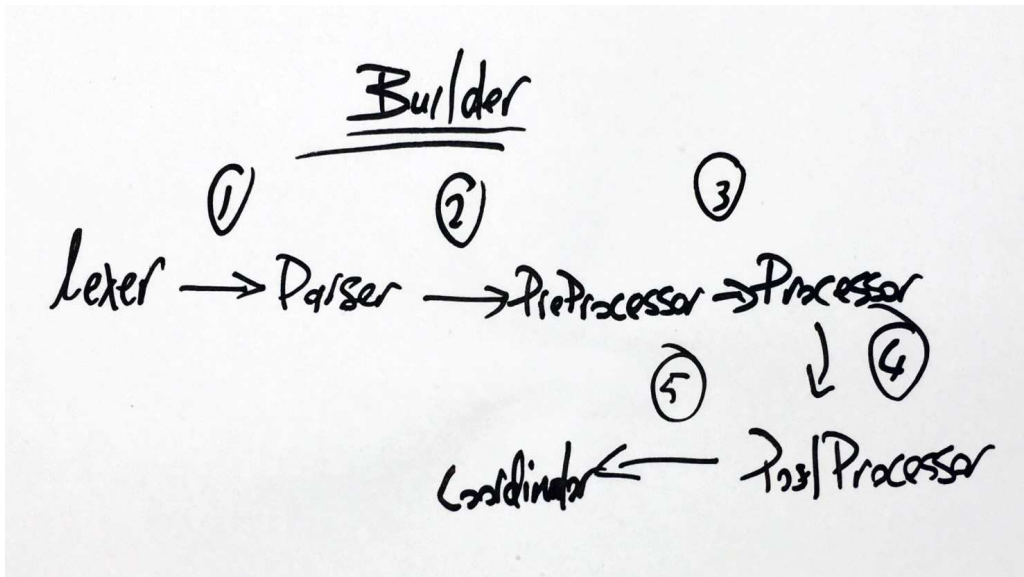 Builder
1 2 3
Lexer → Parser → PreProcessor → Processor
5 4
Coordinator ← PostProcessor